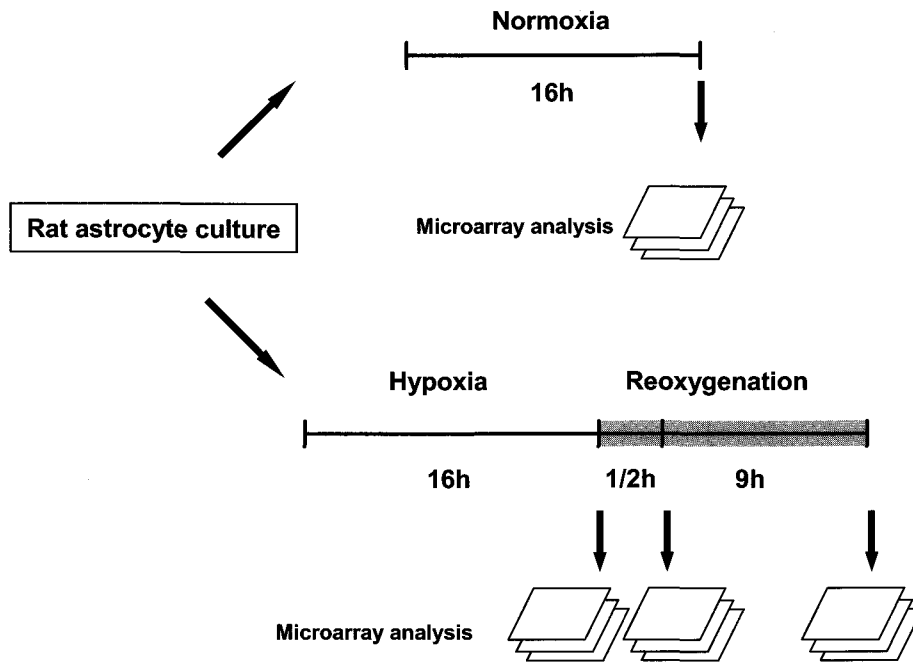 Normoxia
16h
Rat astrocyte culture
Microarray analysis
Hypoxia Reoxygenation
16h 1/2h 9h
Microarray analysis